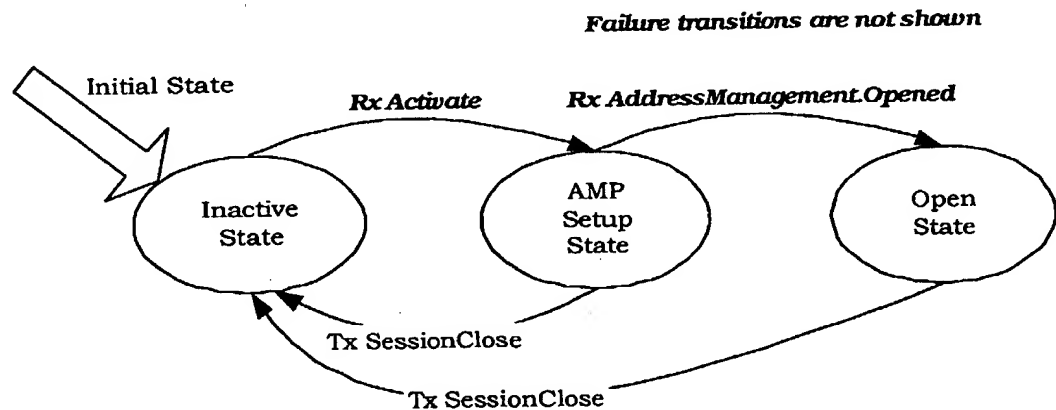 Failure transitions are not shown
Initial State
Rx Activate
Rx AddressManagement.Opened
Inactive
State
AMP
Setup
State
Open
State
Tx SessionClose
Tx SessionClose